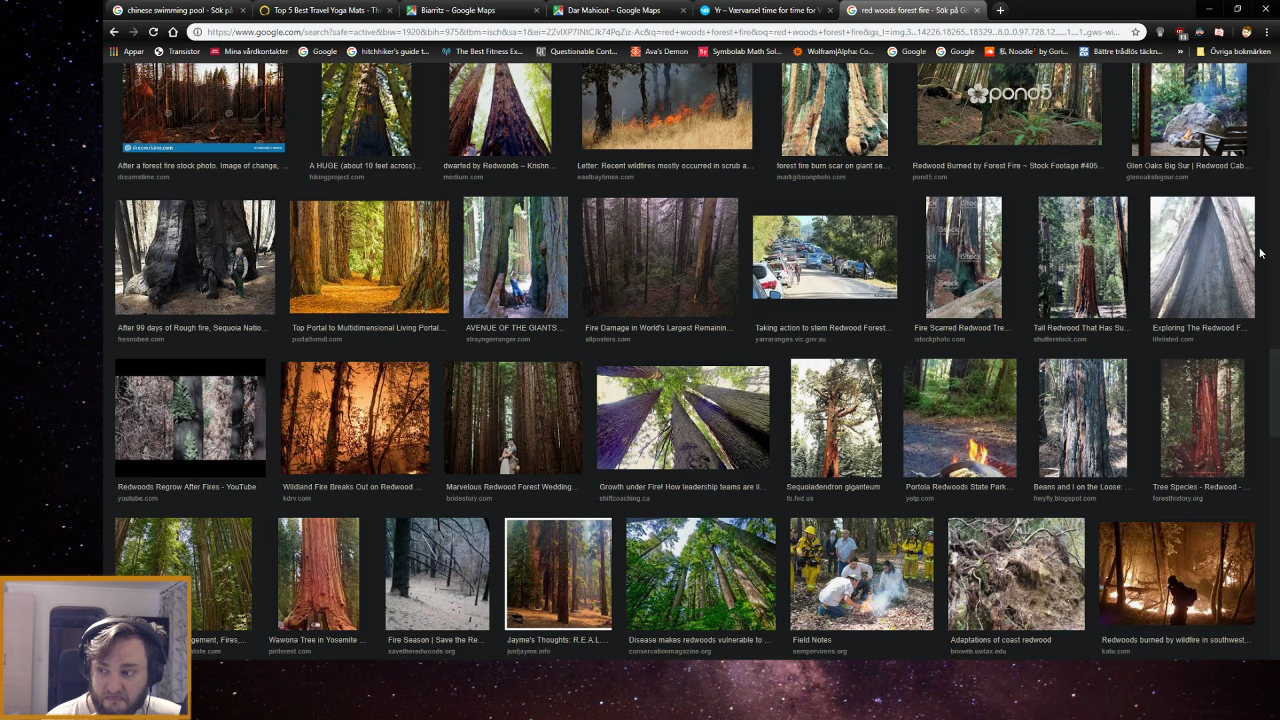 chinese swimming pool - Sök på
Top 5 Best Travel Yoga Mats - The
Biarritz – Google Maps
Dar Mahiout – Google Maps
Yr – Værvarsel time for time for V
red woods forest fire - Sök på Go
Appar
Transistor
Mina vårdkontakter
Google
hitchhiker's guide t...
The Best Fitness Ex...
Questionable Cont...
Ava's Demon
Symbolab Math Sol...
Wolfram|Alpha: Co...
Google
Google
私 Noodle! by Gori...
Bättre trådlös täckn...
Övriga bokmärken
dreamstime
pond5
After a forest fire stock photo. Image of change, ...
A HUGE (about 10 feet across)...
dwarfed by Redwoods – Krishn...
Letter: Recent wildfires mostly occurred in scrub a...
forest fire burn scar on giant se...
Redwood Burned by Forest Fire ~ Stock Footage #405...
Glen Oaks Big Sur | Redwood Cab...
dreamstime.com
hikingproject.com
medium.com
eastbaytimes.com
markgibsonphoto.com
pond5.com
glenoaksbigsur.com
iStock
After 99 days of Rough fire, Sequoia Natio...
Top Portal to Multidimensional Living Portal...
AVENUE OF THE GIANTS...
Fire Damage in World's Largest Remainin...
Taking action to stem Redwood Forest...
Fire Scarred Redwood Tre...
Tall Redwood That Has Su...
Exploring The Redwood F...
fresnobee.com
portaltomdl.com
strayngerranger.com
allposters.com
yarraranges.vic.gov.au
istockphoto.com
shutterstock.com
lifelisted.com
Redwoods Regrow After Fires - YouTube
Wildland Fire Breaks Out on Redwood ...
Marvelous Redwood Forest Wedding...
Growth under Fire! How leadership teams are li...
Sequoiadendron giganteum
Portola Redwoods State Park...
Beans and I on the Loose: ...
Tree Species - Redwood - ...
youtube.com
kdrv.com
bridestory.com
shiftcoaching.ca
fs.fed.us
yelp.com
hwyfly.blogspot.com
foresthistory.org
gement, Fires,...
Wawona Tree in Yosemite ...
Fire Season | Save the Re...
Jayme's Thoughts: R.E.A.L....
Disease makes redwoods vulnerable to ...
Field Notes
Adaptations of coast redwood
Redwoods burned by wildfire in southwest...
state.com
pinterest.com
savetheredwoods.org
justjayme.info
conservationmagazine.org
sempervirens.org
bioweb.uwlax.edu
katu.com